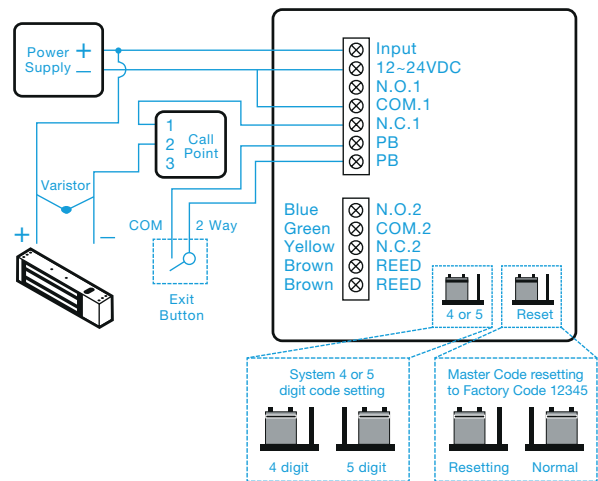 Power + 
Supply –
Input
12~24VDC
N.O.1
COM.1
N.C.1
PB
PB
1
2
3
Call
Point
Varistor
+
–
COM
2 Way
Exit
Button
Blue
Green
Yellow
Brown
Brown
N.O.2
COM.2
N.C.2
REED
REED
4 or 5
Reset
System 4 or 5
digit code setting
4 digit
5 digit
Master Code resetting
to Factory Code 12345
Resetting
Normal